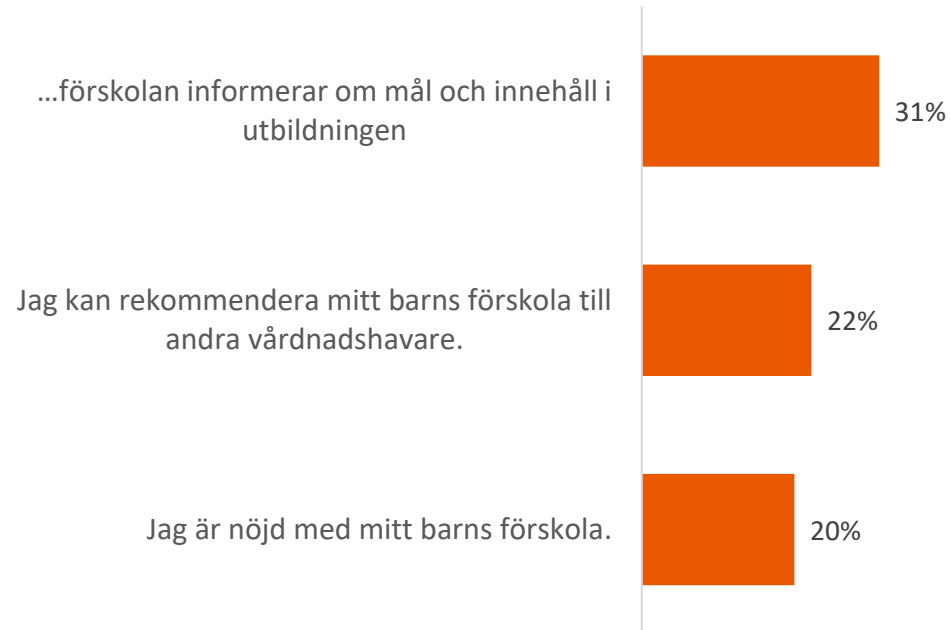 ...förskolan informerar om mål och innehåll i
utbildningen
31%
Jag kan rekommendera mitt barns förskola till
andra vårdnadshavare.
22%
Jag är nöjd med mitt barns förskola.
20%